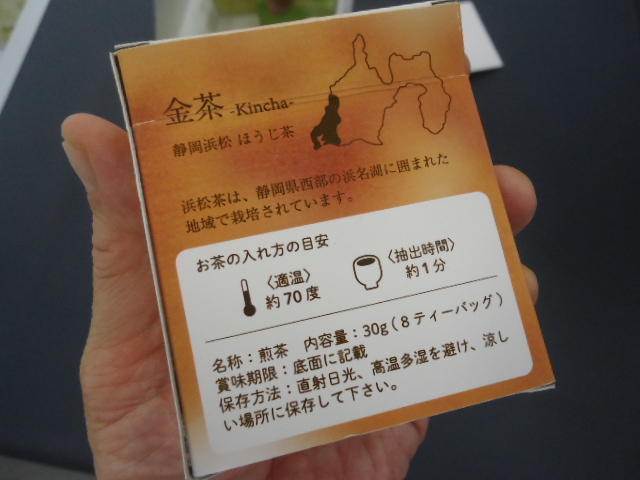 金茶 -Kincha-
静岡浜松 ほうじ茶
浜松茶は、静岡県西部の浜名湖に囲まれた
地域で栽培されています。
お茶の入れ方の目安
〈適温〉
約70度
〈抽出時間〉
約1分
名称：煎茶 内容量：30g(8ティーバッグ)
賞味期限：底面に記載
保存方法：直射日光、高温多湿を避け、涼し
い場所に保存して下さい。